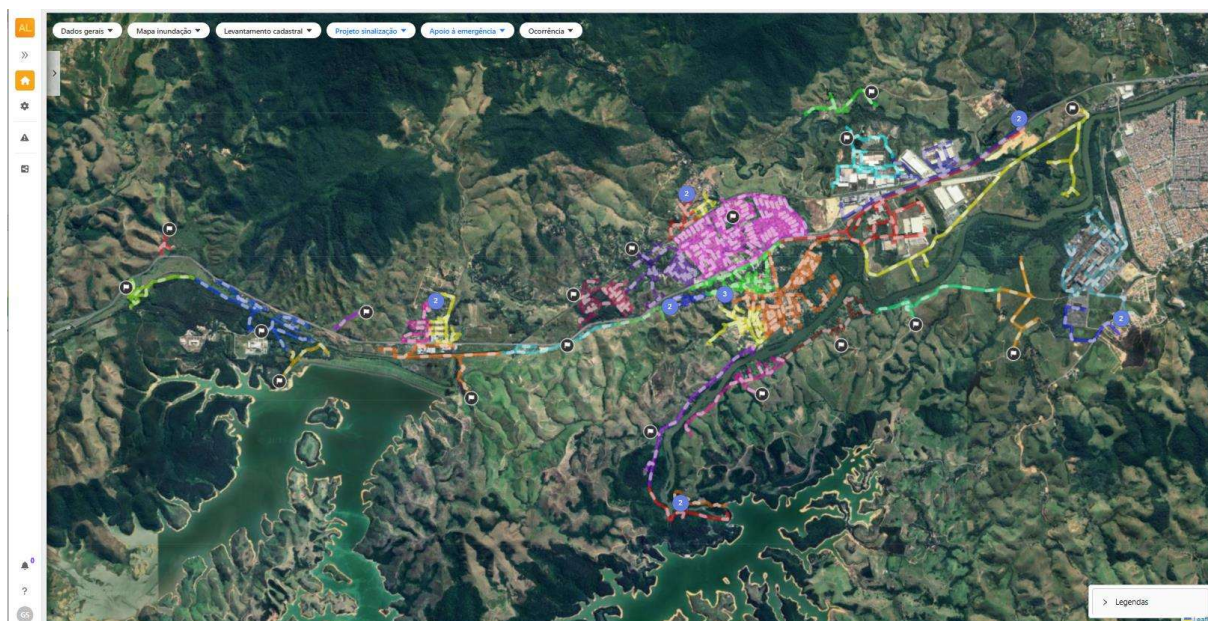 AL
Dados gerais
Mapa inundação
Levantamento cadastral
Projeto sinalização
Apoio à emergência
Ocorrência
2
2
2
3
2
2
2
0
?
GS
Legendas